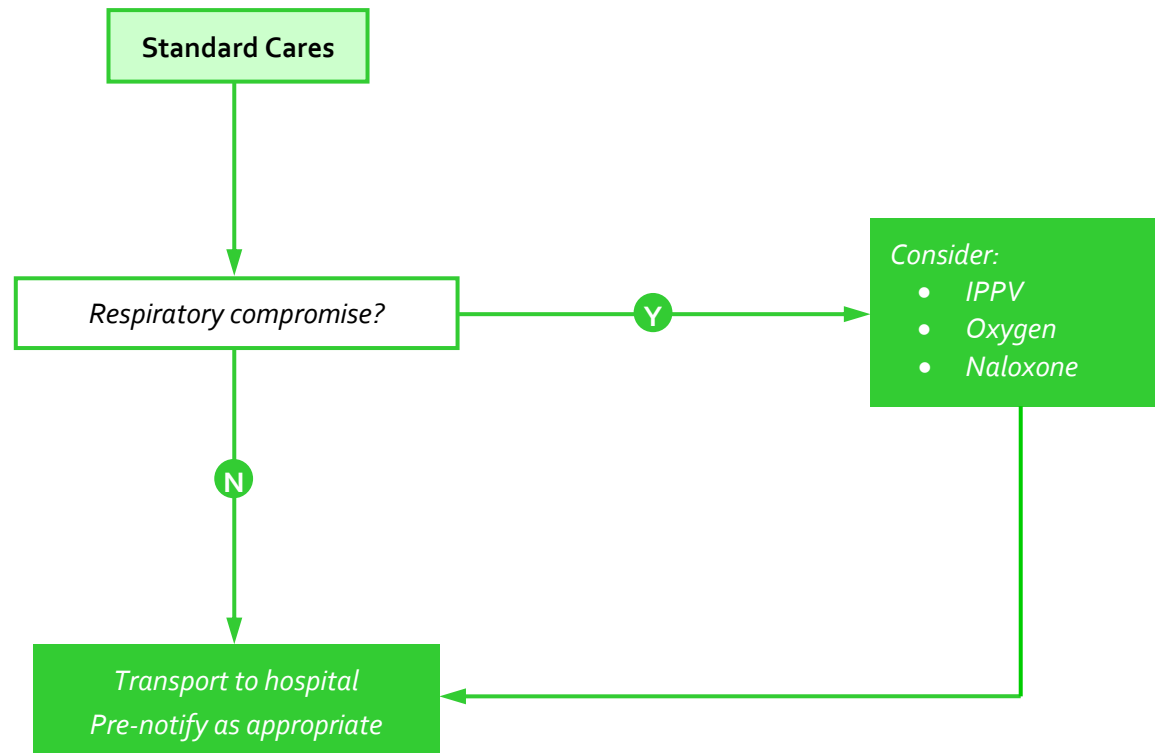 Standard Cares
Respiratory compromise?
Y
Consider:
• IPPV
• Oxygen
• Naloxone
N
Transport to hospital
Pre-notify as appropriate